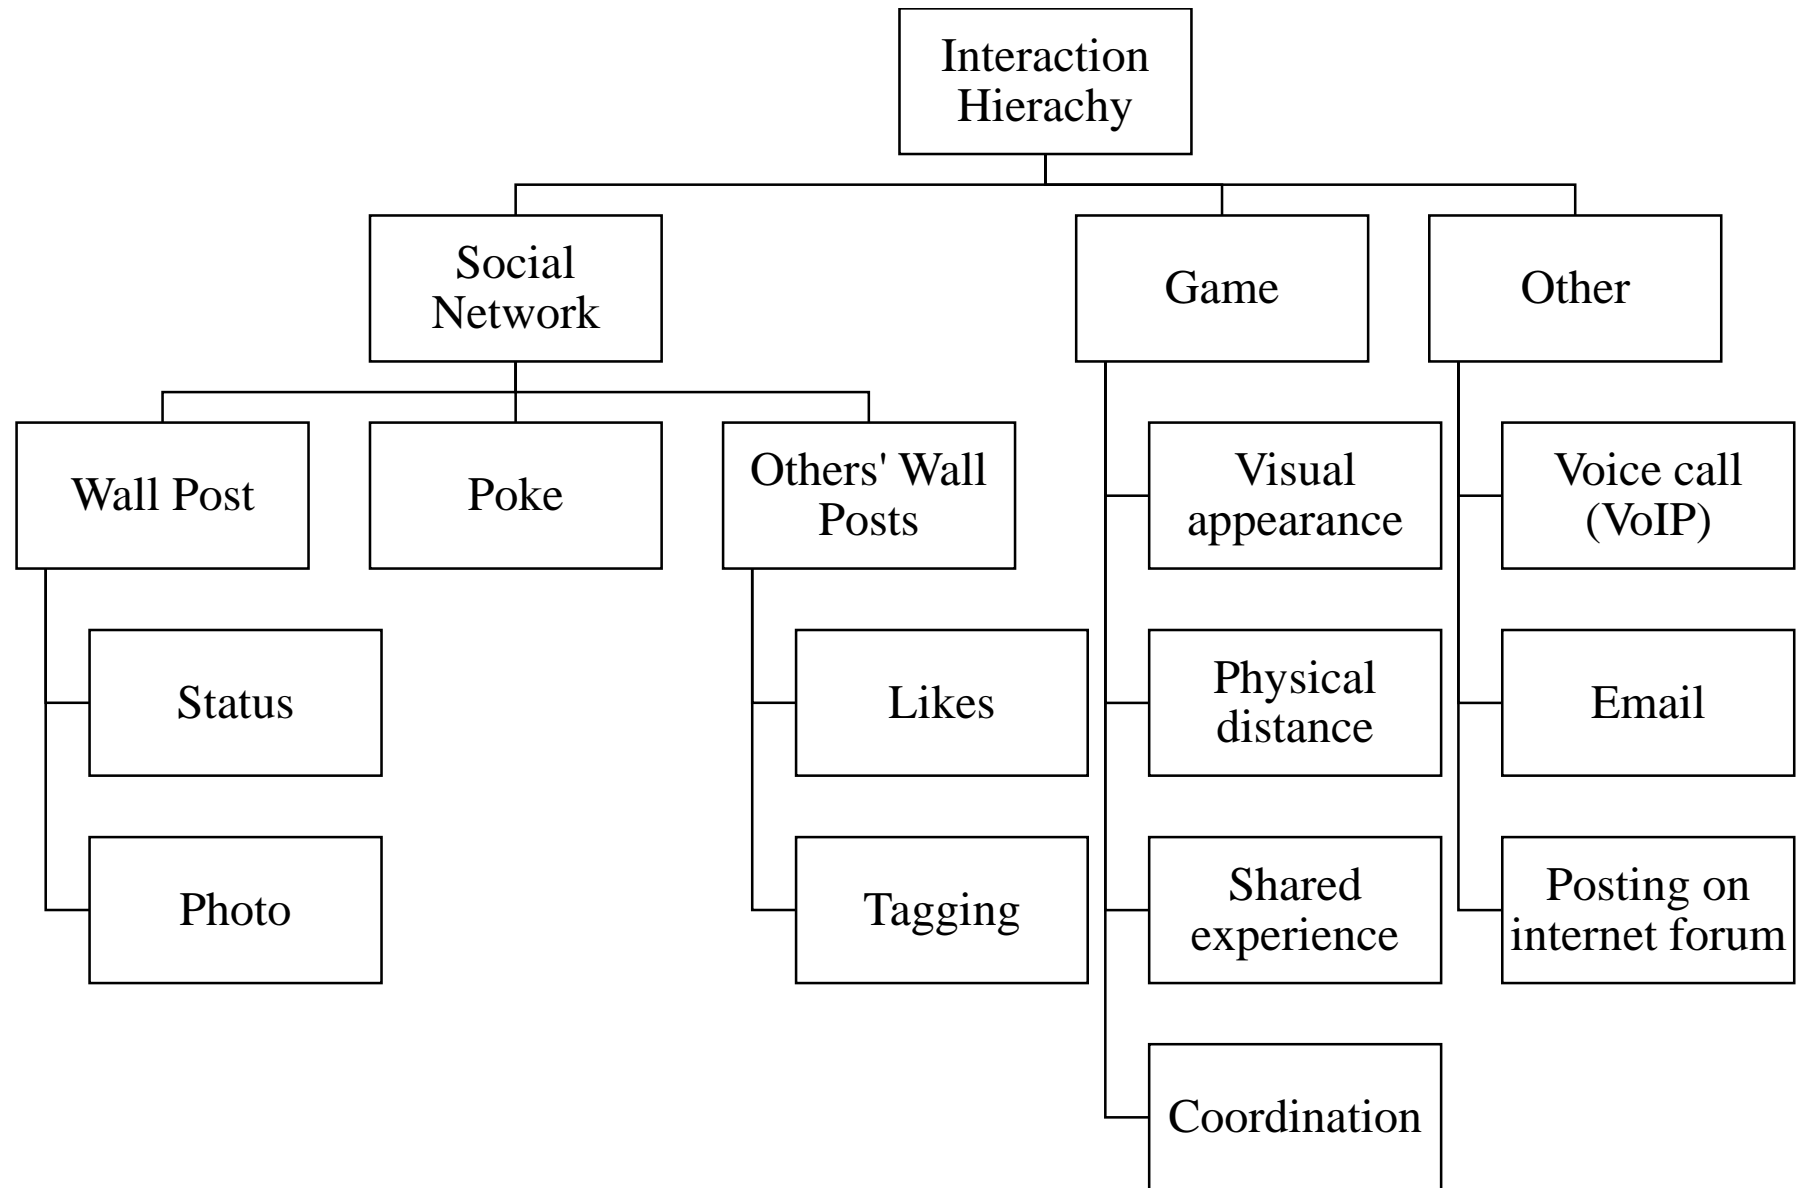 Interaction
Hierachy
Social
Network
Game
Other
Wall Post
Poke
Others' Wall
Posts
Visual
appearance
Voice call
(VoIP)
Status
Likes
Physical
distance
Email
Photo
Tagging
Shared
experience
Posting on
internet forum
Coordination